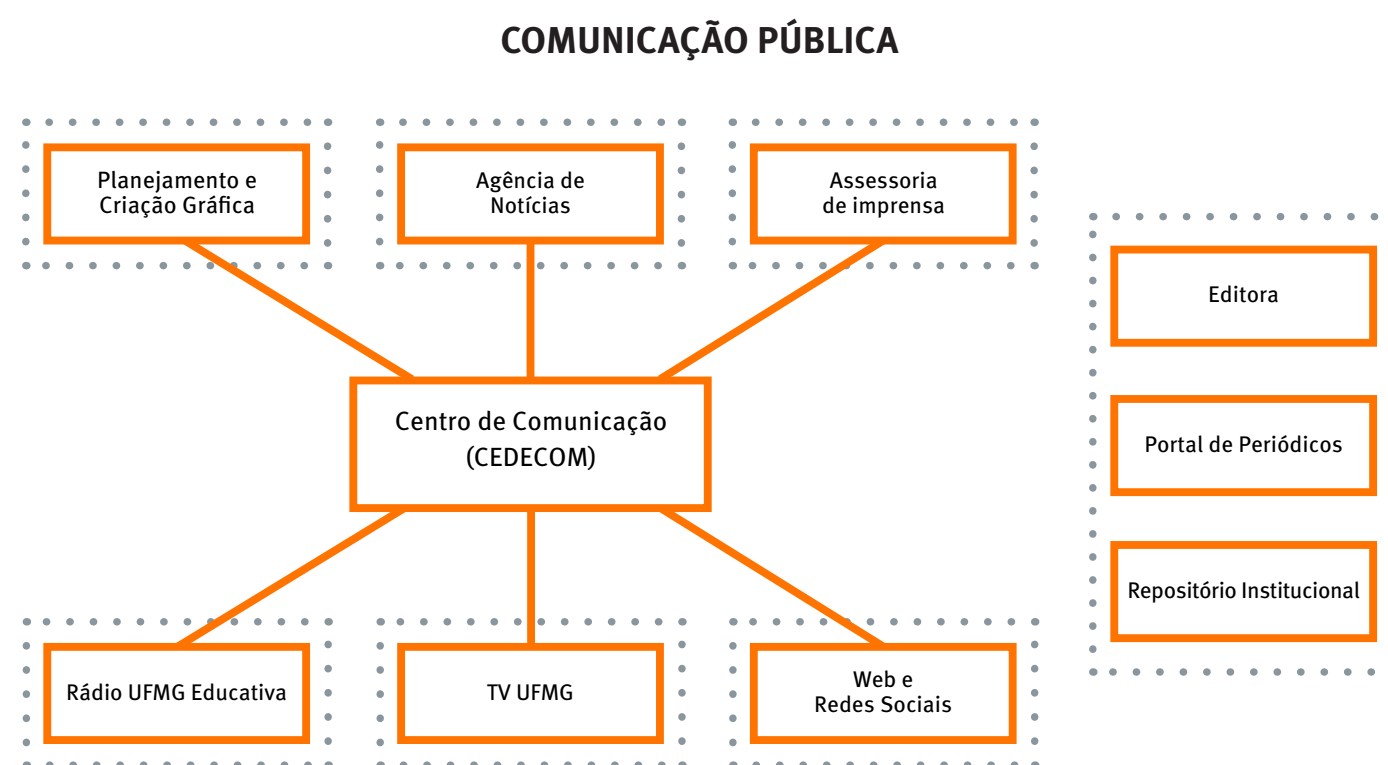 COMUNICAÇÃO PÚBLICA
Planejamento e
Criação Gráfica
Agência de
Notícias
Assessoria
de imprensa
Editora
Centro de Comunicação
(CEDECOM)
Portal de Periódicos
Repositório Institucional
Rádio UFMG Educativa
TV UFMG
Web e
Redes Sociais